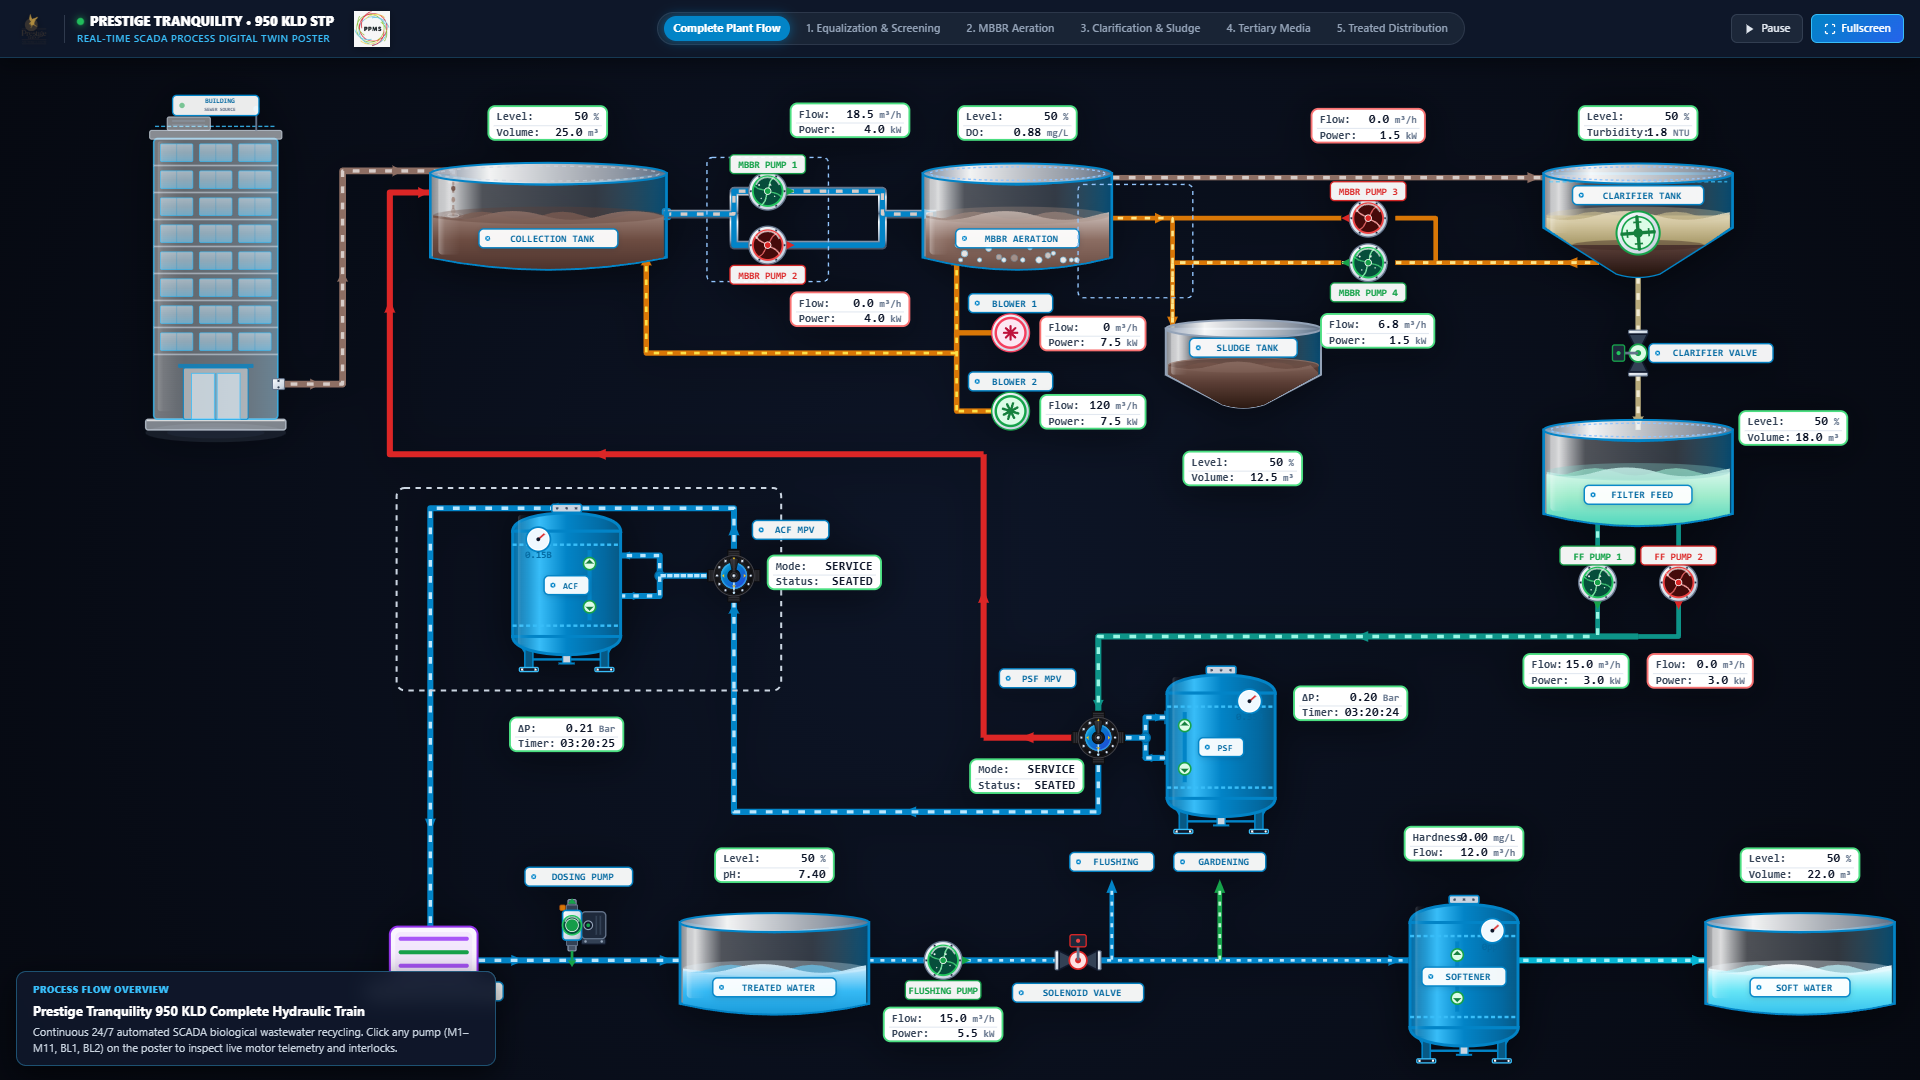 PRESTIGE TRANQUILITY • 950 KLD STP
REAL-TIME SCADA PROCESS DIGITAL TWIN POSTER
PPMS
Complete Plant Flow
1. Equalization & Screening
2. MBBR Aeration
3. Clarification & Sludge
4. Tertiary Media
5. Treated Distribution
Pause
Fullscreen
BUILDING
SEWER SOURCE
Level: 50 %
Volume: 25.0 m³
Flow: 18.5 m³/h
Power: 4.0 kW
Level: 50 %
DO: 0.88 mg/L
Flow: 0.0 m³/h
Power: 1.5 kW
Level: 50 %
Turbidity:1.8 NTU
MBBR PUMP 1
MBBR PUMP 3
CLARIFIER TANK
COLLECTION TANK
MBBR AERATION
MBBR PUMP 2
MBBR PUMP 4
Flow: 0.0 m³/h
Power: 4.0 kW
BLOWER 1
Flow: 0 m³/h
Power: 7.5 kW
SLUDGE TANK
Flow: 6.8 m³/h
Power: 1.5 kW
CLARIFIER VALVE
BLOWER 2
Flow: 120 m³/h
Power: 7.5 kW
Level: 50 %
Volume: 18.0 m³
Level: 50 %
Volume: 12.5 m³
FILTER FEED
ACF MPV
Mode: SERVICE
Status: SEATED
0.15B
ACF
FF PUMP 1
FF PUMP 2
Flow: 15.0 m³/h
Power: 3.0 kW
Flow: 0.0 m³/h
Power: 3.0 kW
PSF MPV
ΔP: 0.20 Bar
Timer: 03:20:24
ΔP: 0.21 Bar
Timer: 03:20:25
PSF
Mode: SERVICE
Status: SEATED
Hardness0.00 mg/L
Flow: 12.0 m³/h
Level: 50 %
pH: 7.40
FLUSHING
GARDENING
Level: 50 %
Volume: 22.0 m³
DOSING PUMP
TREATED WATER
FLUSHING PUMP
SOLENOID VALVE
SOFTENER
SOFT WATER
Flow: 15.0 m³/h
Power: 5.5 kW
PROCESS FLOW OVERVIEW
Prestige Tranquility 950 KLD Complete Hydraulic Train
Continuous 24/7 automated SCADA biological wastewater recycling. Click any pump (M1–
M11, BL1, BL2) on the poster to inspect live motor telemetry and interlocks.